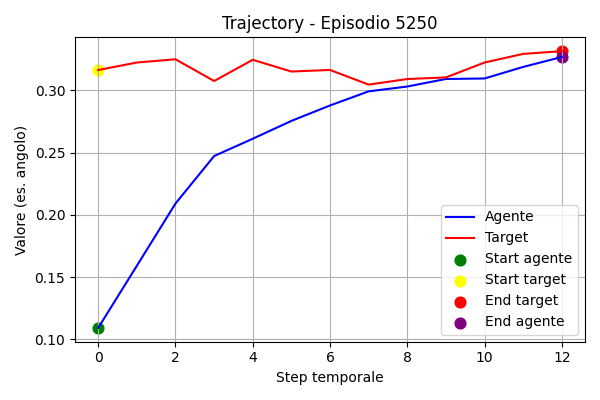 Trajectory - Episodio 5250
Valore (es. angolo)
0.30
0.25
0.20
0.15
0.10
0
2
4
6
8
10
12
Step temporale
Agente
Target
Start agente
Start target
End target
End agente